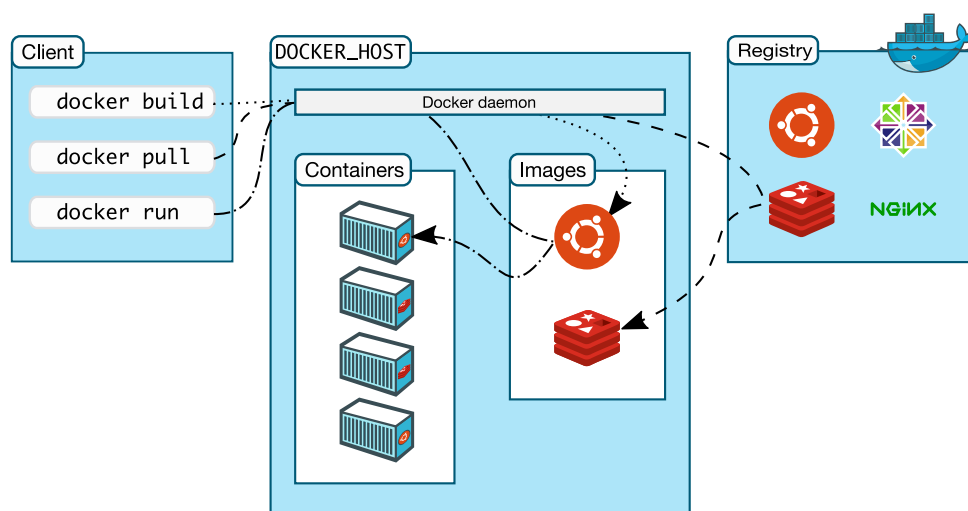 Client
docker build
docker pull
docker run
DOCKER_HOST
Docker daemon
Containers
Images
Registry
NGINX